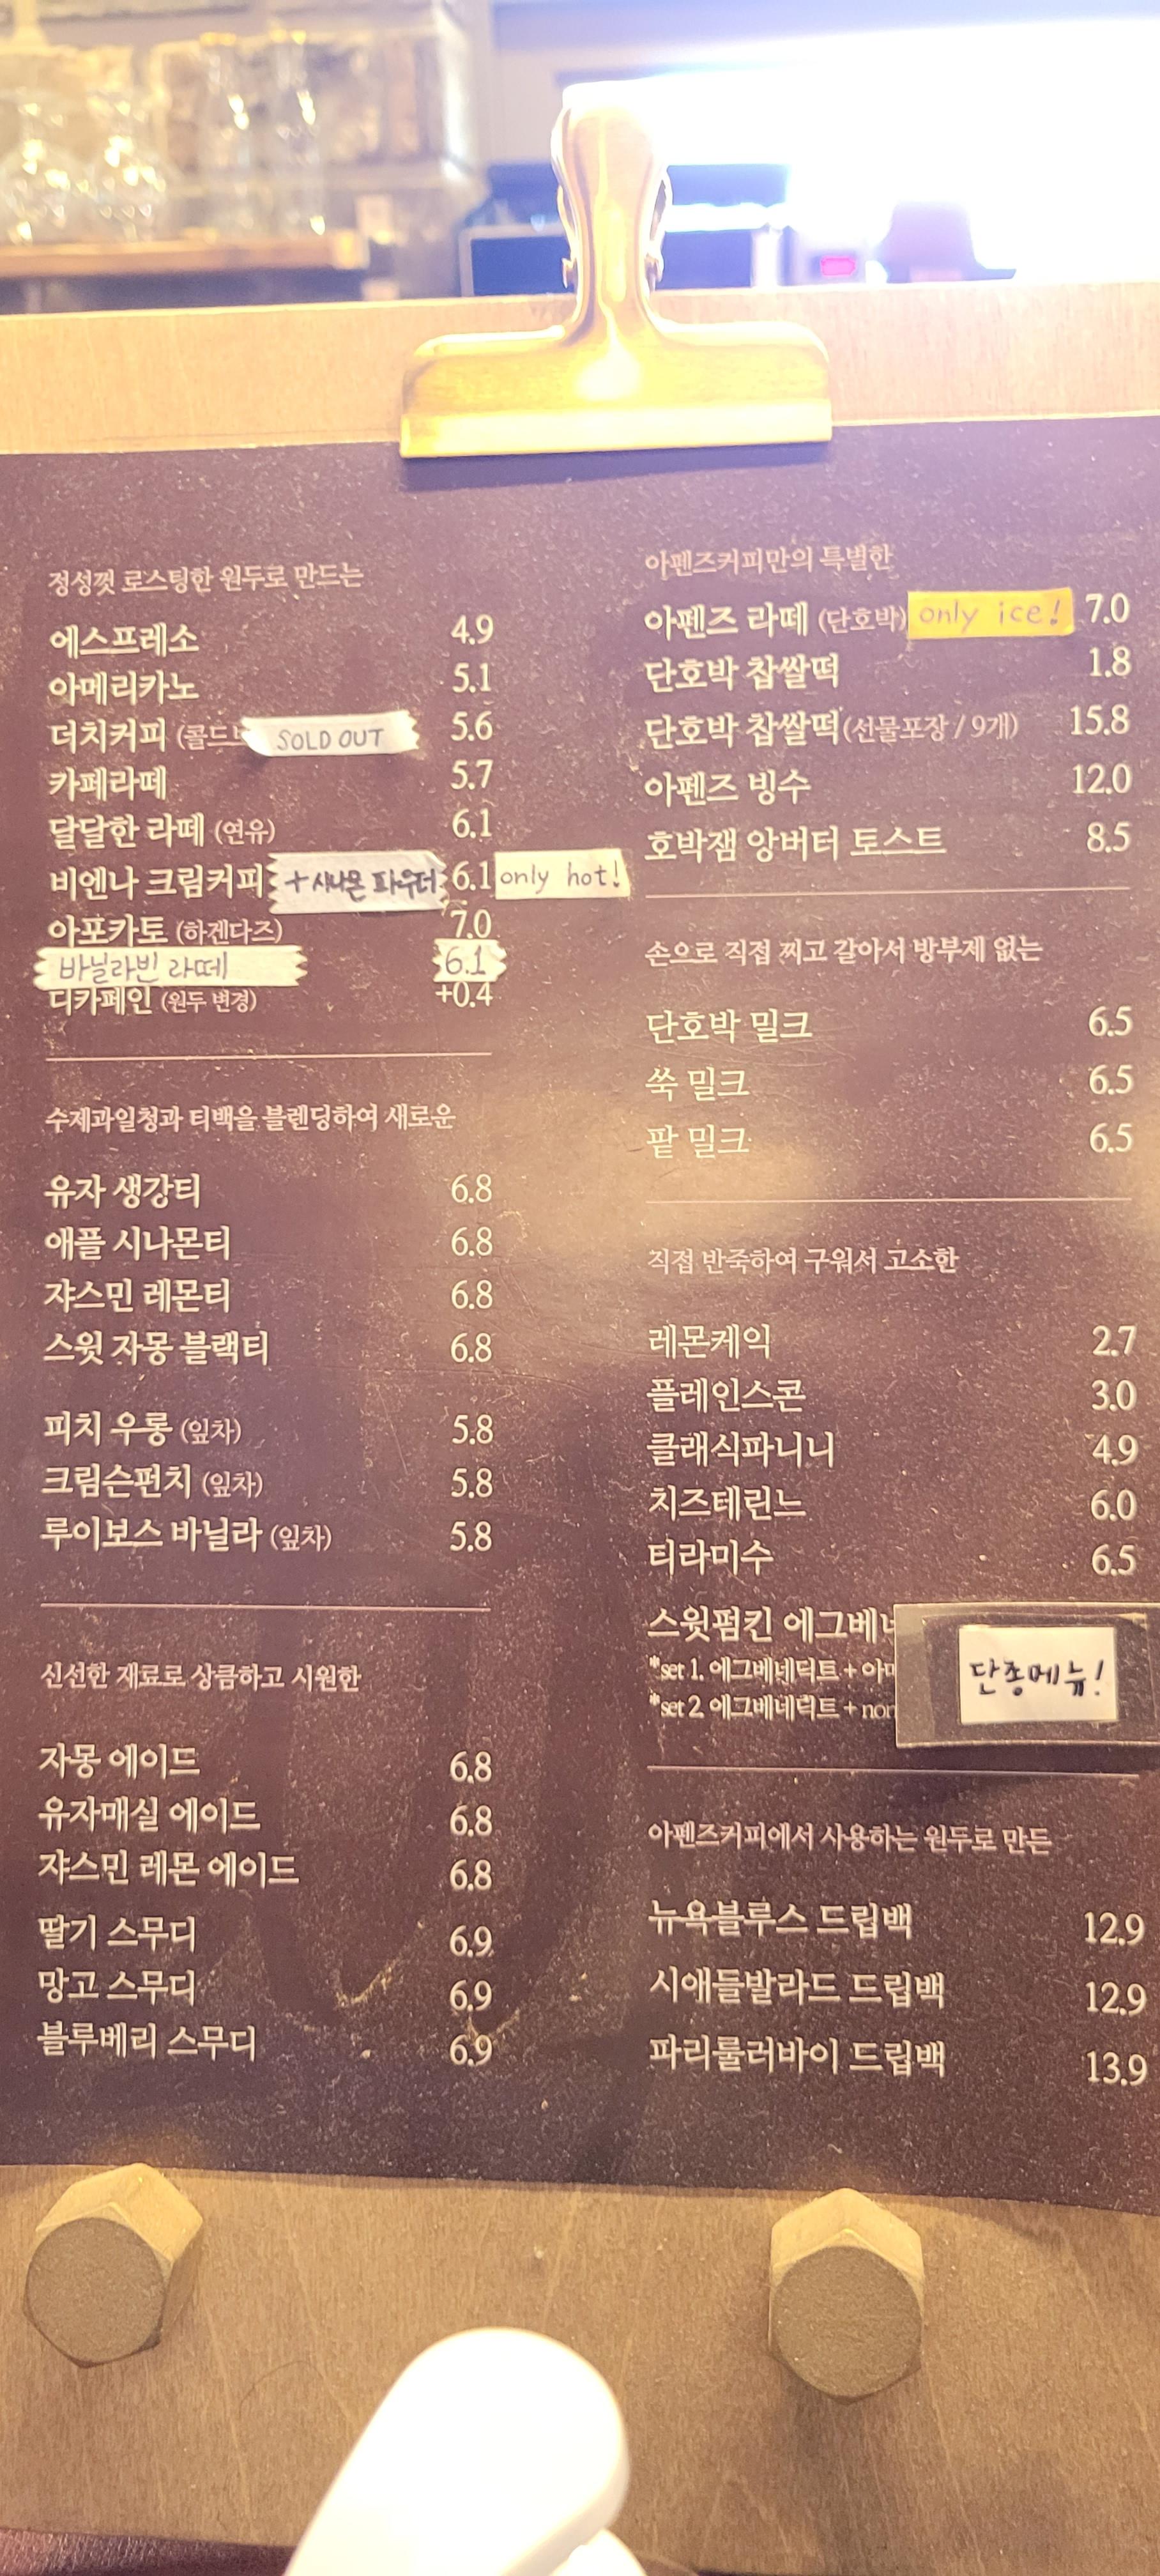 정성껏 로스팅한 원두로 만드는
에스프레소 4.9
아메리카노 5.1
더치커피 SOLD OUT 5.6
카페라떼 5.7
달달한 라떼 (연유) 6.1
비엔나 크림커피 +시나몬 파우더 6.1 only hot!
아포카토 (하겐다즈) 7.0
바닐라빈 라떼 6.1
디카페인 (원두 변경) +0.4
수제과일청과 티백을 블렌딩하여 새로운
유자 생강티 6.8
애플 시나몬티 6.8
쟈스민 레몬티 6.8
스윗 자몽 블랙티 6.8
피치 우롱 (잎차) 5.8
크림슨펀치 (잎차) 5.8
루이보스 바닐라 (잎차) 5.8
신선한 재료로 상큼하고 시원한
자몽 에이드 6.8
유자매실 에이드 6.8
쟈스민 레몬 에이드 6.8
딸기 스무디 6.9
망고 스무디 6.9
블루베리 스무디 6.9
아펜즈커피만의 특별한
아펜즈 라떼 (단호박) only ice! 7.0
단호박 찹쌀떡 1.8
단호박 찹쌀떡(선물포장 / 9개) 15.8
아펜즈 빙수 12.0
호박잼 앙버터 토스트 8.5
손으로 직접 찌고 갈아서 방부제 없는
단호박 밀크 6.5
쑥 밀크 6.5
팥 밀크 6.5
직접 반죽하여 구워서 고소한
레몬케익 2.7
플레인스콘 3.0
클래식파니니 4.9
치즈테린느 6.0
티라미수 6.5
스윗펌킨 에그베
*set 1. 에그베네딕트 + 아
*set 2. 에그베네딕트 + nor
단종메뉴!
아펜즈커피에서 사용하는 원두로 만든
뉴욕블루스 드립백 12.9
시애들발라드 드립백 12.9
파리룰러바이 드립백 13.9